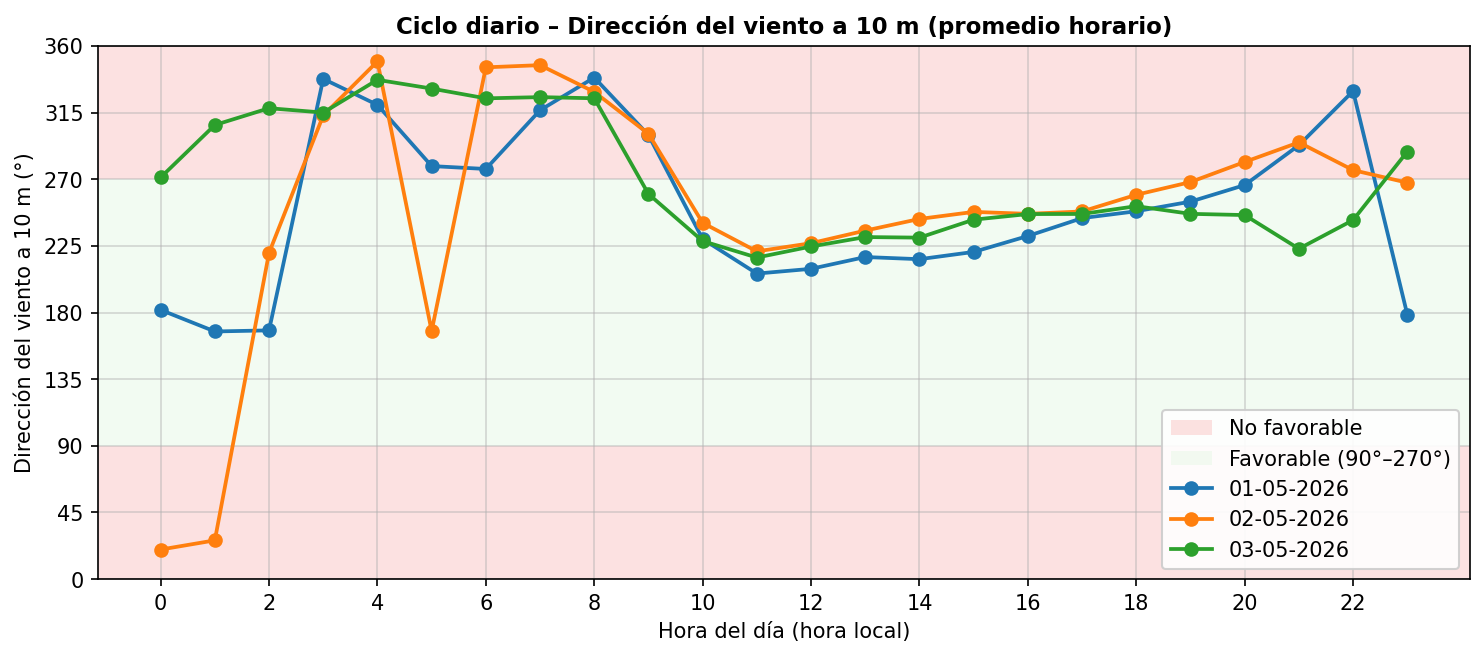 Ciclo diario – Dirección del viento a 10 m (promedio horario)
Dirección del viento a 10 m (°)
360
315
270
225
180
135
90
45
0
0 2 4 6 8 10 12 14 16 18 20 22
Hora del día (hora local)
No favorable
Favorable (90°–270°)
01-05-2026
02-05-2026
03-05-2026